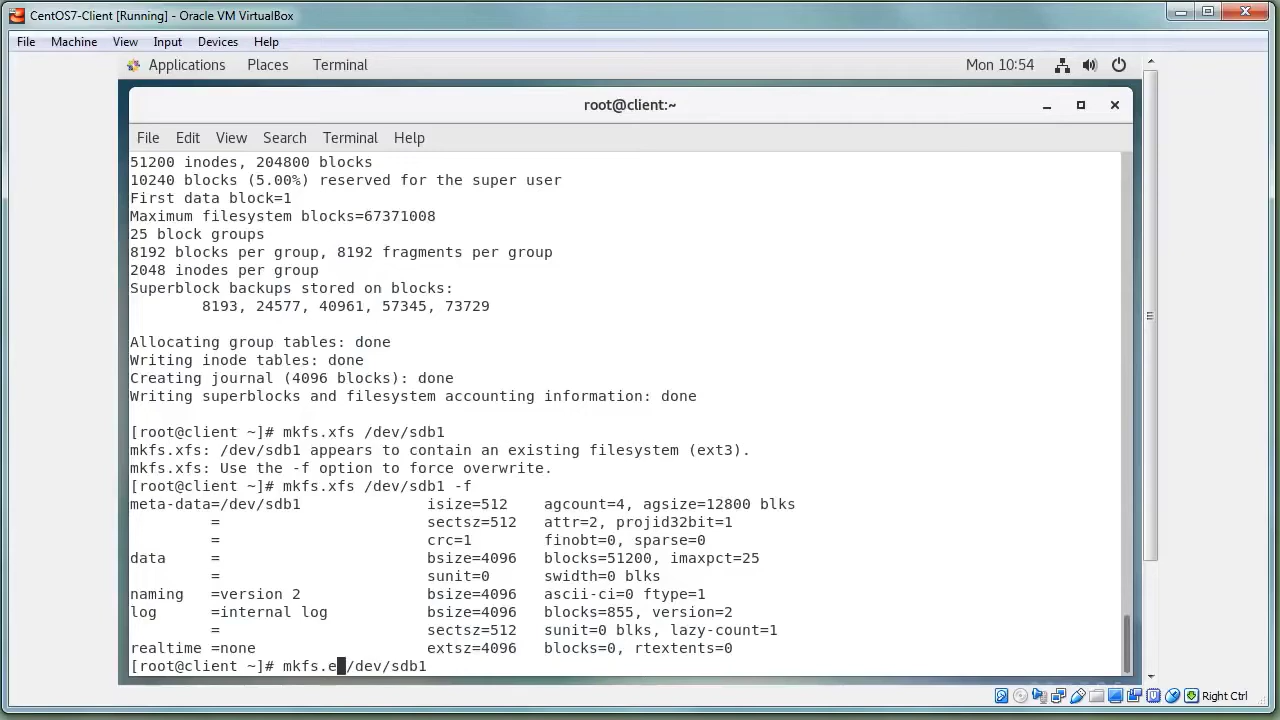 CentOS7-Client [Running] - Oracle VM VirtualBox
File Machine View Input Devices Help
Applications Places Terminal Mon 10:54
root@client:~
File Edit View Search Terminal Help
51200 inodes, 204800 blocks
10240 blocks (5.00%) reserved for the super user
First data block=1
Maximum filesystem blocks=67371008
25 block groups
8192 blocks per group, 8192 fragments per group
2048 inodes per group
Superblock backups stored on blocks:
8193, 24577, 40961, 57345, 73729
Allocating group tables: done
Writing inode tables: done
Creating journal (4096 blocks): done
Writing superblocks and filesystem accounting information: done
[root@client ~]# mkfs.xfs /dev/sdb1
mkfs.xfs: /dev/sdb1 appears to contain an existing filesystem (ext3).
mkfs.xfs: Use the -f option to force overwrite.
[root@client ~]# mkfs.xfs /dev/sdb1 -f
meta-data=/dev/sdb1 isize=512 agcount=4, agsize=12800 blks
= sectsz=512 attr=2, projid32bit=1
= crc=1 finobt=0, sparse=0
data = bsize=4096 blocks=51200, imaxpct=25
= sunit=0 swidth=0 blks
naming =version 2 bsize=4096 ascii-ci=0 ftype=1
log =internal log bsize=4096 blocks=855, version=2
= sectsz=512 sunit=0 blks, lazy-count=1
realtime =none extsz=4096 blocks=0, rtextents=0
[root@client ~]# mkfs.e /dev/sdb1
Right Ctrl